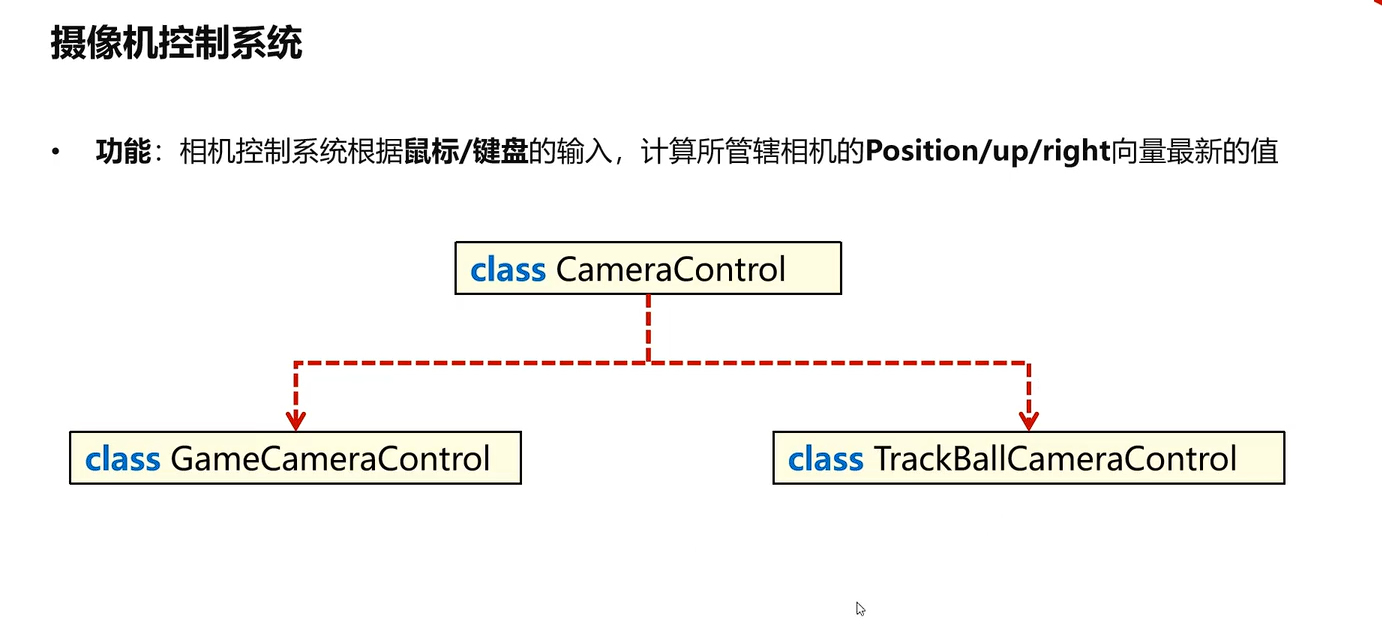 摄像机控制系统
• 功能：相机控制系统根据鼠标/键盘的输入，计算所管辖相机的Position/up/right向量最新的值
class CameraControl
class GameCameraControl
class TrackBallCameraControl